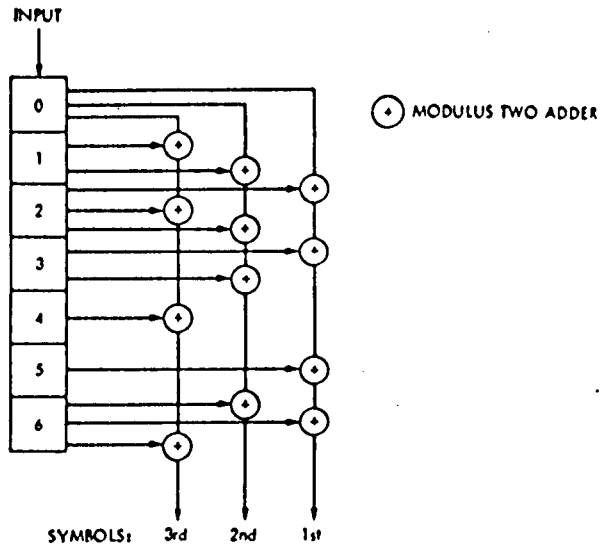 INPUT
0
1
2
3
4
5
6
+ MODULUS TWO ADDER
SYMBOLS: 3rd 2nd 1st